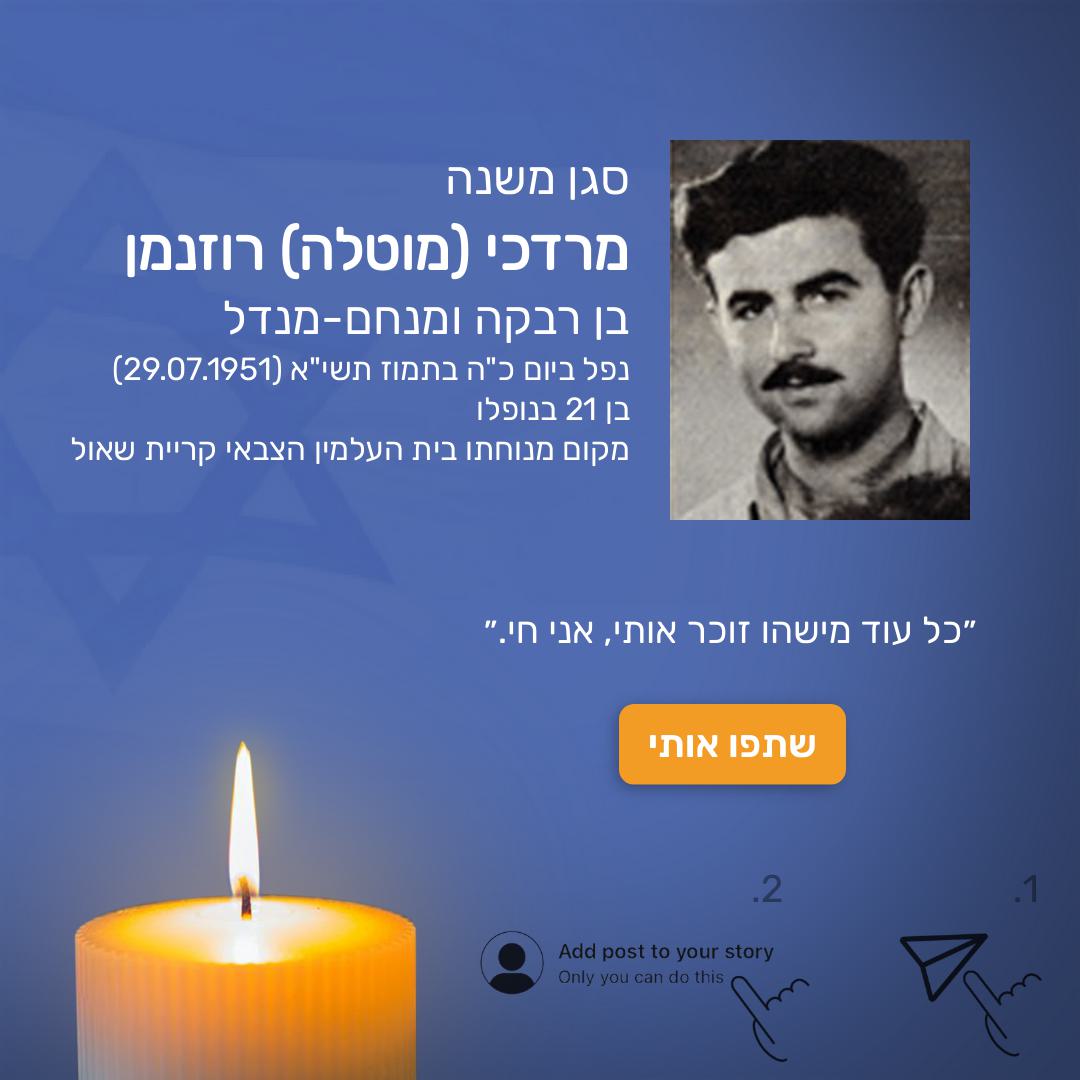 סגן משנה
מרדכי (מוטלה) רוזנמן
בן רבקה ומנחם-מנדל
נפל ביום כ"ה בתמוז תשי"א (29.07.1951)
בן 21 בנופלו
מקום מנוחתו בית העלמין הצבאי קריית שאול
״כל עוד מישהו זוכר אותי, אני חי.״
שתפו אותי
.1
.2
Add post to your story
Only you can do this